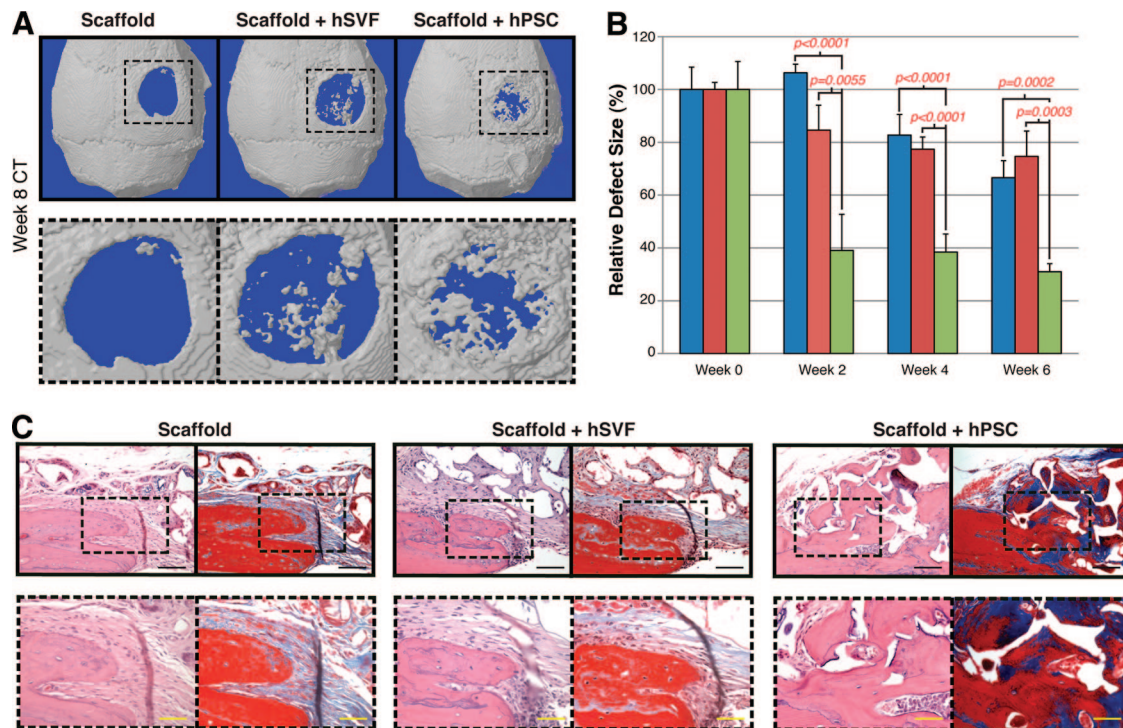 A
Scaffold
Scaffold + hSVF
Scaffold + hPSC
Week 8 CT
B
Relative Defect Size (%)
120
100
80
60
40
20
0
p<0.0001
p=0.0055
p<0.0001
p<0.0001
p=0.0002
p=0.0003
Week 0
Week 2
Week 4
Week 6
C
Scaffold
Scaffold + hSVF
Scaffold + hPSC